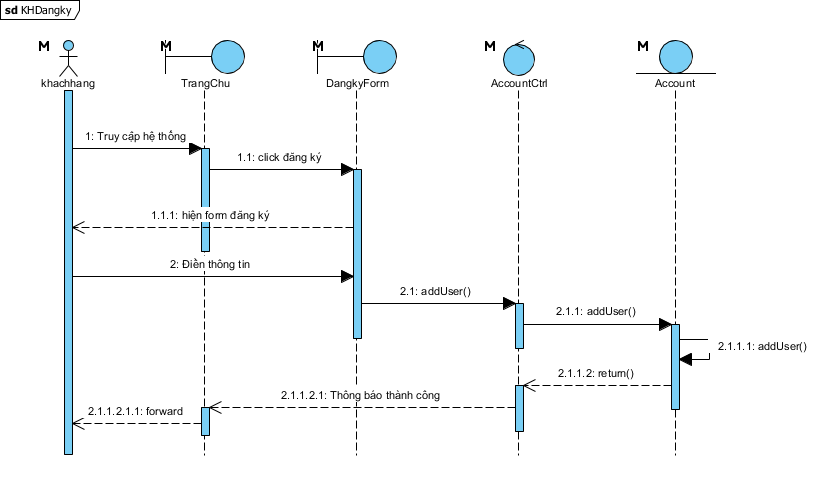 sd KHDangky
M
M
M
M
M
khachhang
TrangChu
DangkyForm
AccountCtrl
Account
1: Truy cập hệ thống
1.1: click đăng ký
1.1.1: hiện form đăng ký
2: Điền thông tin
2.1: addUser()
2.1.1: addUser()
2.1.1.1: addUser()
2.1.1.2: return()
2.1.1.2.1: Thông báo thành công
2.1.1.2.1.1: forward